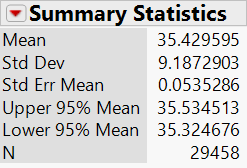 Summary Statistics
Mean 35.429595
Std Dev 9.1872903
Std Err Mean 0.0535286
Upper 95% Mean 35.534513
Lower 95% Mean 35.324676
N 29458